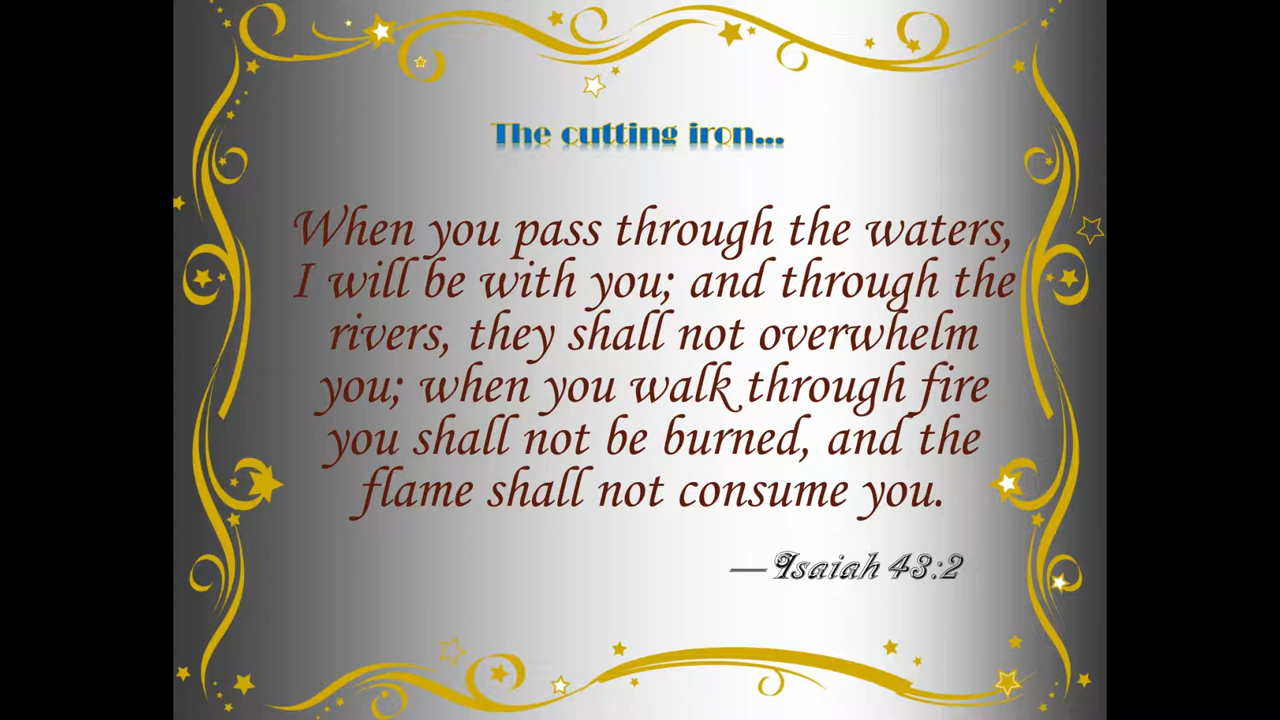 The cutting iron...
When you pass through the waters,
I will be with you; and through the
rivers, they shall not overwhelm
you; when you walk through fire
you shall not be burned, and the
flame shall not consume you.
—Isaiah 43:2